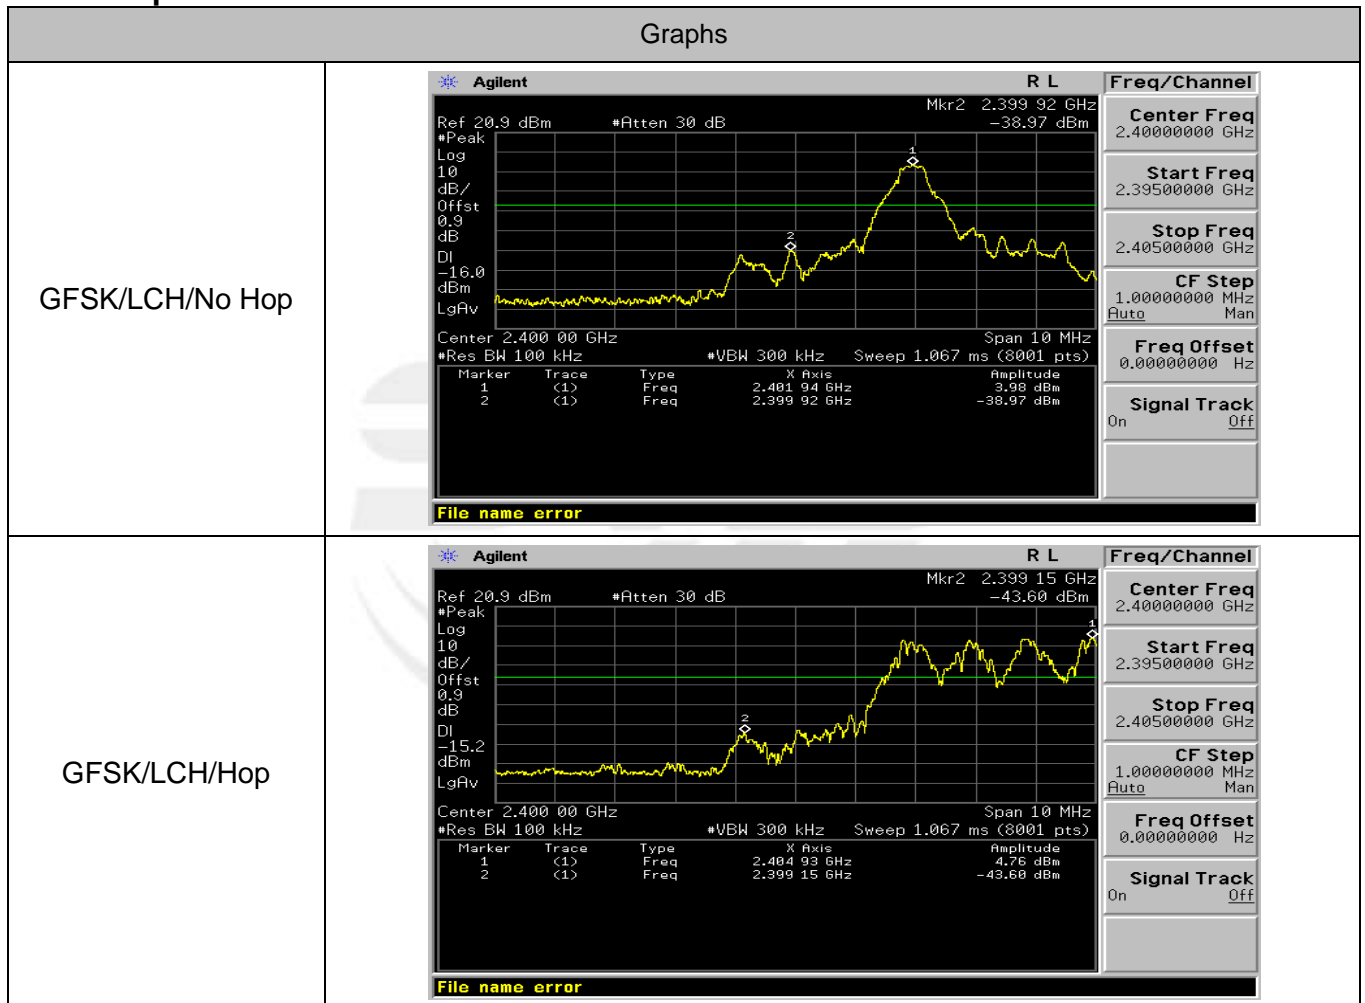 Graphs
GFSK/LCH/No Hop
Agilent R L Freq/Channel
Mkr2 2.399 92 GHz
Ref 20.9 dBm #Atten 30 dB -38.97 dBm
#Peak
Log
10
dB/
Offst
0.9
dB
DI
-16.0
dBm
LgAv
1
2
Center 2.400 00 GHz Span 10 MHz
#Res BW 100 kHz #VBW 300 kHz Sweep 1.067 ms (8001 pts)
Marker Trace Type X Axis Amplitude
1 (1) Freq 2.401 94 GHz 3.98 dBm
2 (1) Freq 2.399 92 GHz -38.97 dBm
Center Freq
2.40000000 GHz
Start Freq
2.39500000 GHz
Stop Freq
2.40500000 GHz
CF Step
1.00000000 MHz
Auto Man
Freq Offset
0.00000000 Hz
Signal Track
On Off
File name error
GFSK/LCH/Hop
Agilent R L Freq/Channel
Mkr2 2.399 15 GHz
Ref 20.9 dBm #Atten 30 dB -43.60 dBm
#Peak
Log
10
dB/
Offst
0.9
dB
DI
-15.2
dBm
LgAv
1
2
Center 2.400 00 GHz Span 10 MHz
#Res BW 100 kHz #VBW 300 kHz Sweep 1.067 ms (8001 pts)
Marker Trace Type X Axis Amplitude
1 (1) Freq 2.404 93 GHz 4.76 dBm
2 (1) Freq 2.399 15 GHz -43.60 dBm
Center Freq
2.40000000 GHz
Start Freq
2.39500000 GHz
Stop Freq
2.40500000 GHz
CF Step
1.00000000 MHz
Auto Man
Freq Offset
0.00000000 Hz
Signal Track
On Off
File name error